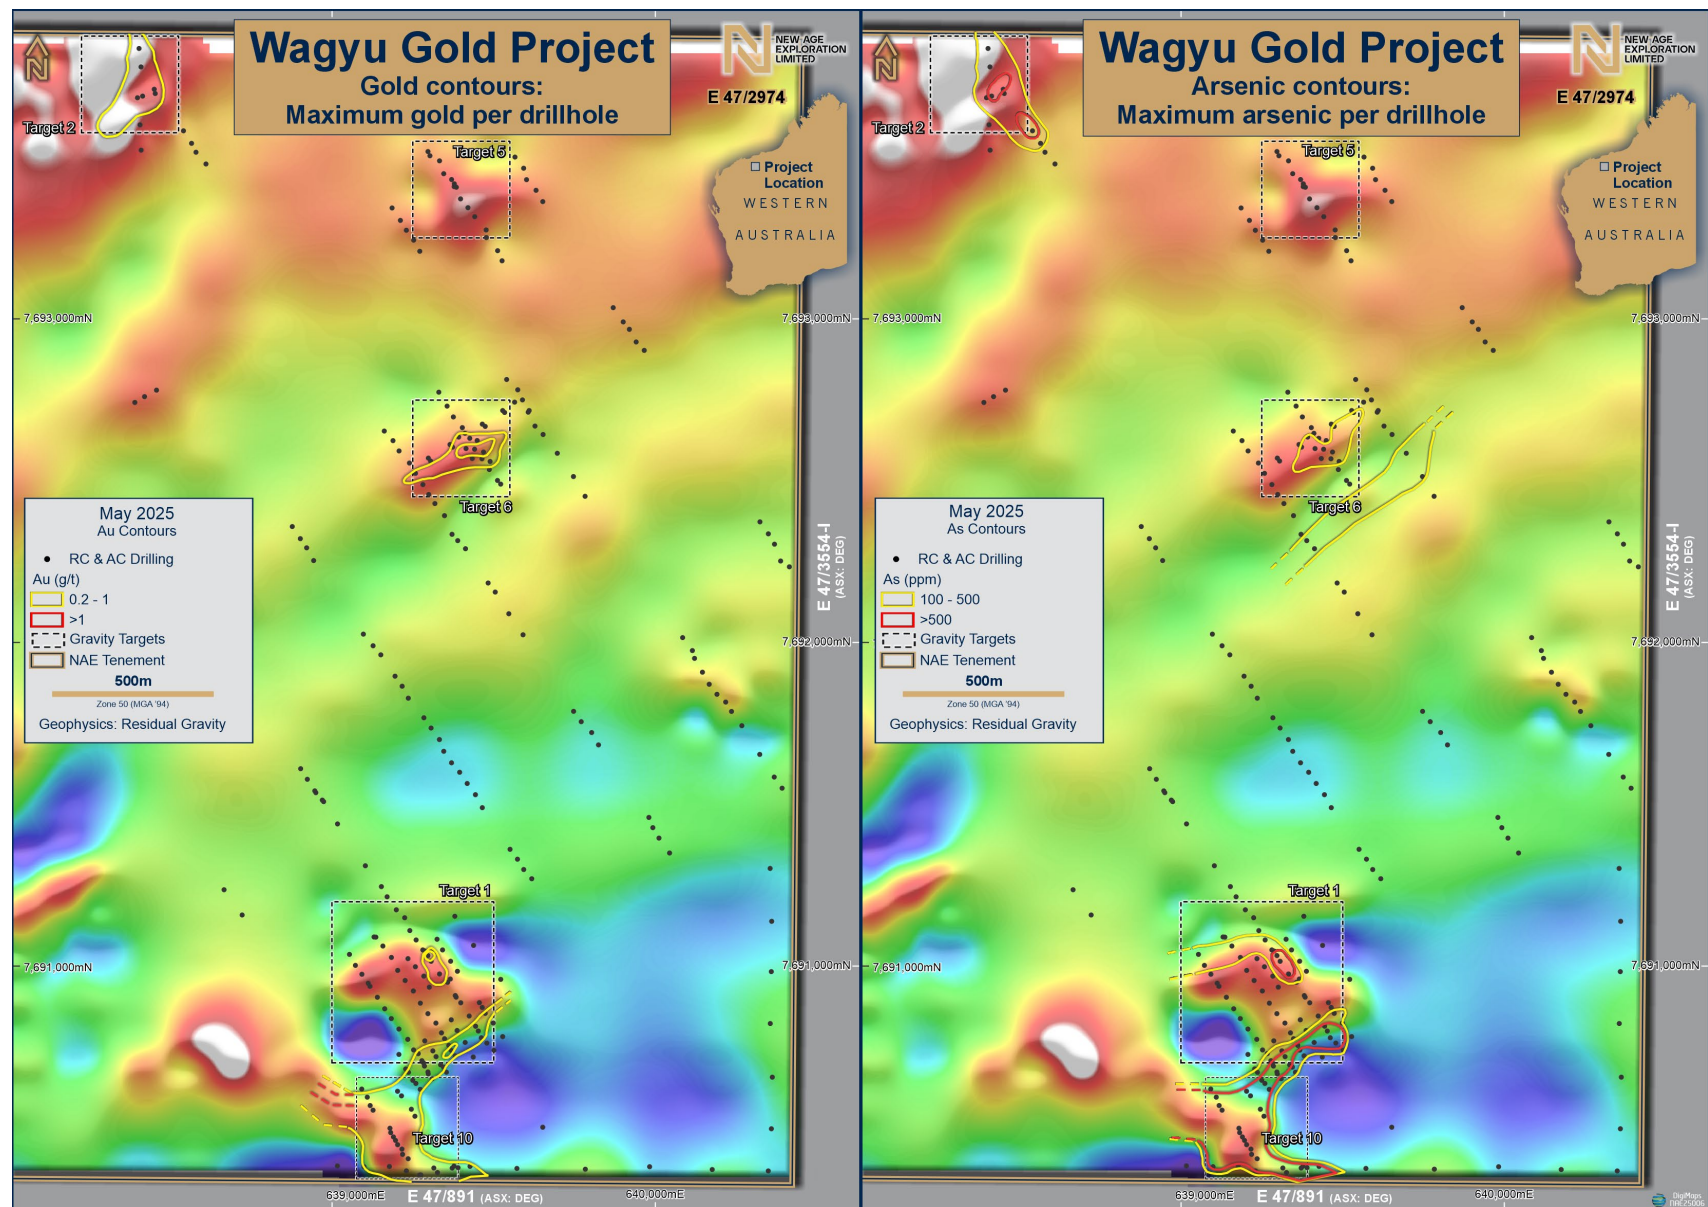 Wagyu Gold Project
Gold contours:
Maximum gold per drillhole
NEW AGE
EXPLORATION
LIMITED
N
E 47/2974
Target 2
Target 5
Project
Location
WESTERN
AUSTRALIA
7,693,000mN
7,693,000mN
Target 6
May 2025
Au Contours
RC & AC Drilling
Au (g/t)
0.2 - 1
>1
Gravity Targets
NAE Tenement
500m
Zone 50 (MGA '94)
Geophysics: Residual Gravity
E 47/3554-I
(ASX: DEG)
7,692,000mN
Target 1
7,691,000mN
7,691,000mN
Target 10
639,000mE
E 47/891 (ASX: DEG)
640,000mE
Wagyu Gold Project
Arsenic contours:
Maximum arsenic per drillhole
NEW AGE
EXPLORATION
LIMITED
N
E 47/2974
Target 2
Target 5
Project
Location
WESTERN
AUSTRALIA
7,693,000mN
7,693,000mN
Target 6
May 2025
As Contours
RC & AC Drilling
As (ppm)
100 - 500
>500
Gravity Targets
NAE Tenement
500m
Zone 50 (MGA '94)
Geophysics: Residual Gravity
E 47/3554-I
(ASX: DEG)
7,692,000mN
Target 1
7,691,000mN
7,691,000mN
Target 10
639,000mE
E 47/891 (ASX: DEG)
640,000mE
DigiMaps